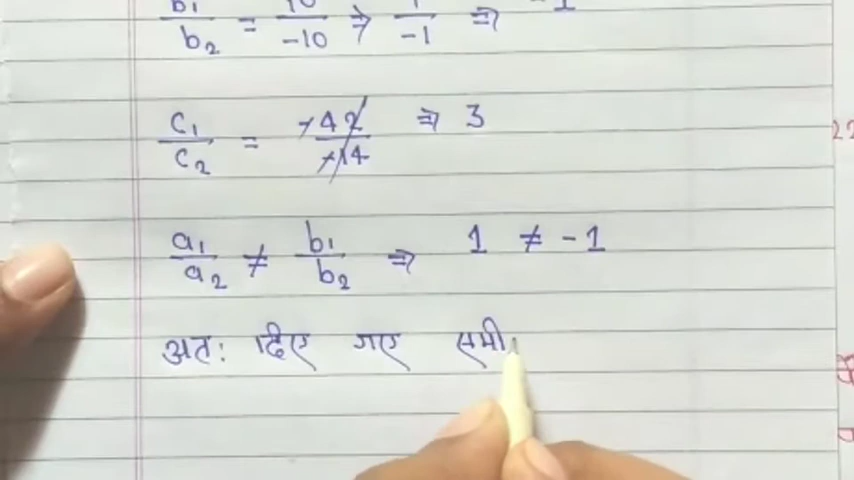 b₁/b₂ = 10/-10 ⇒ 1/-1 ⇒ -1
c₁/c₂ = -42/-14 ⇒ 3
a₁/a₂ ≠ b₁/b₂ ⇒ 1 ≠ -1
अतः दिए गए समी